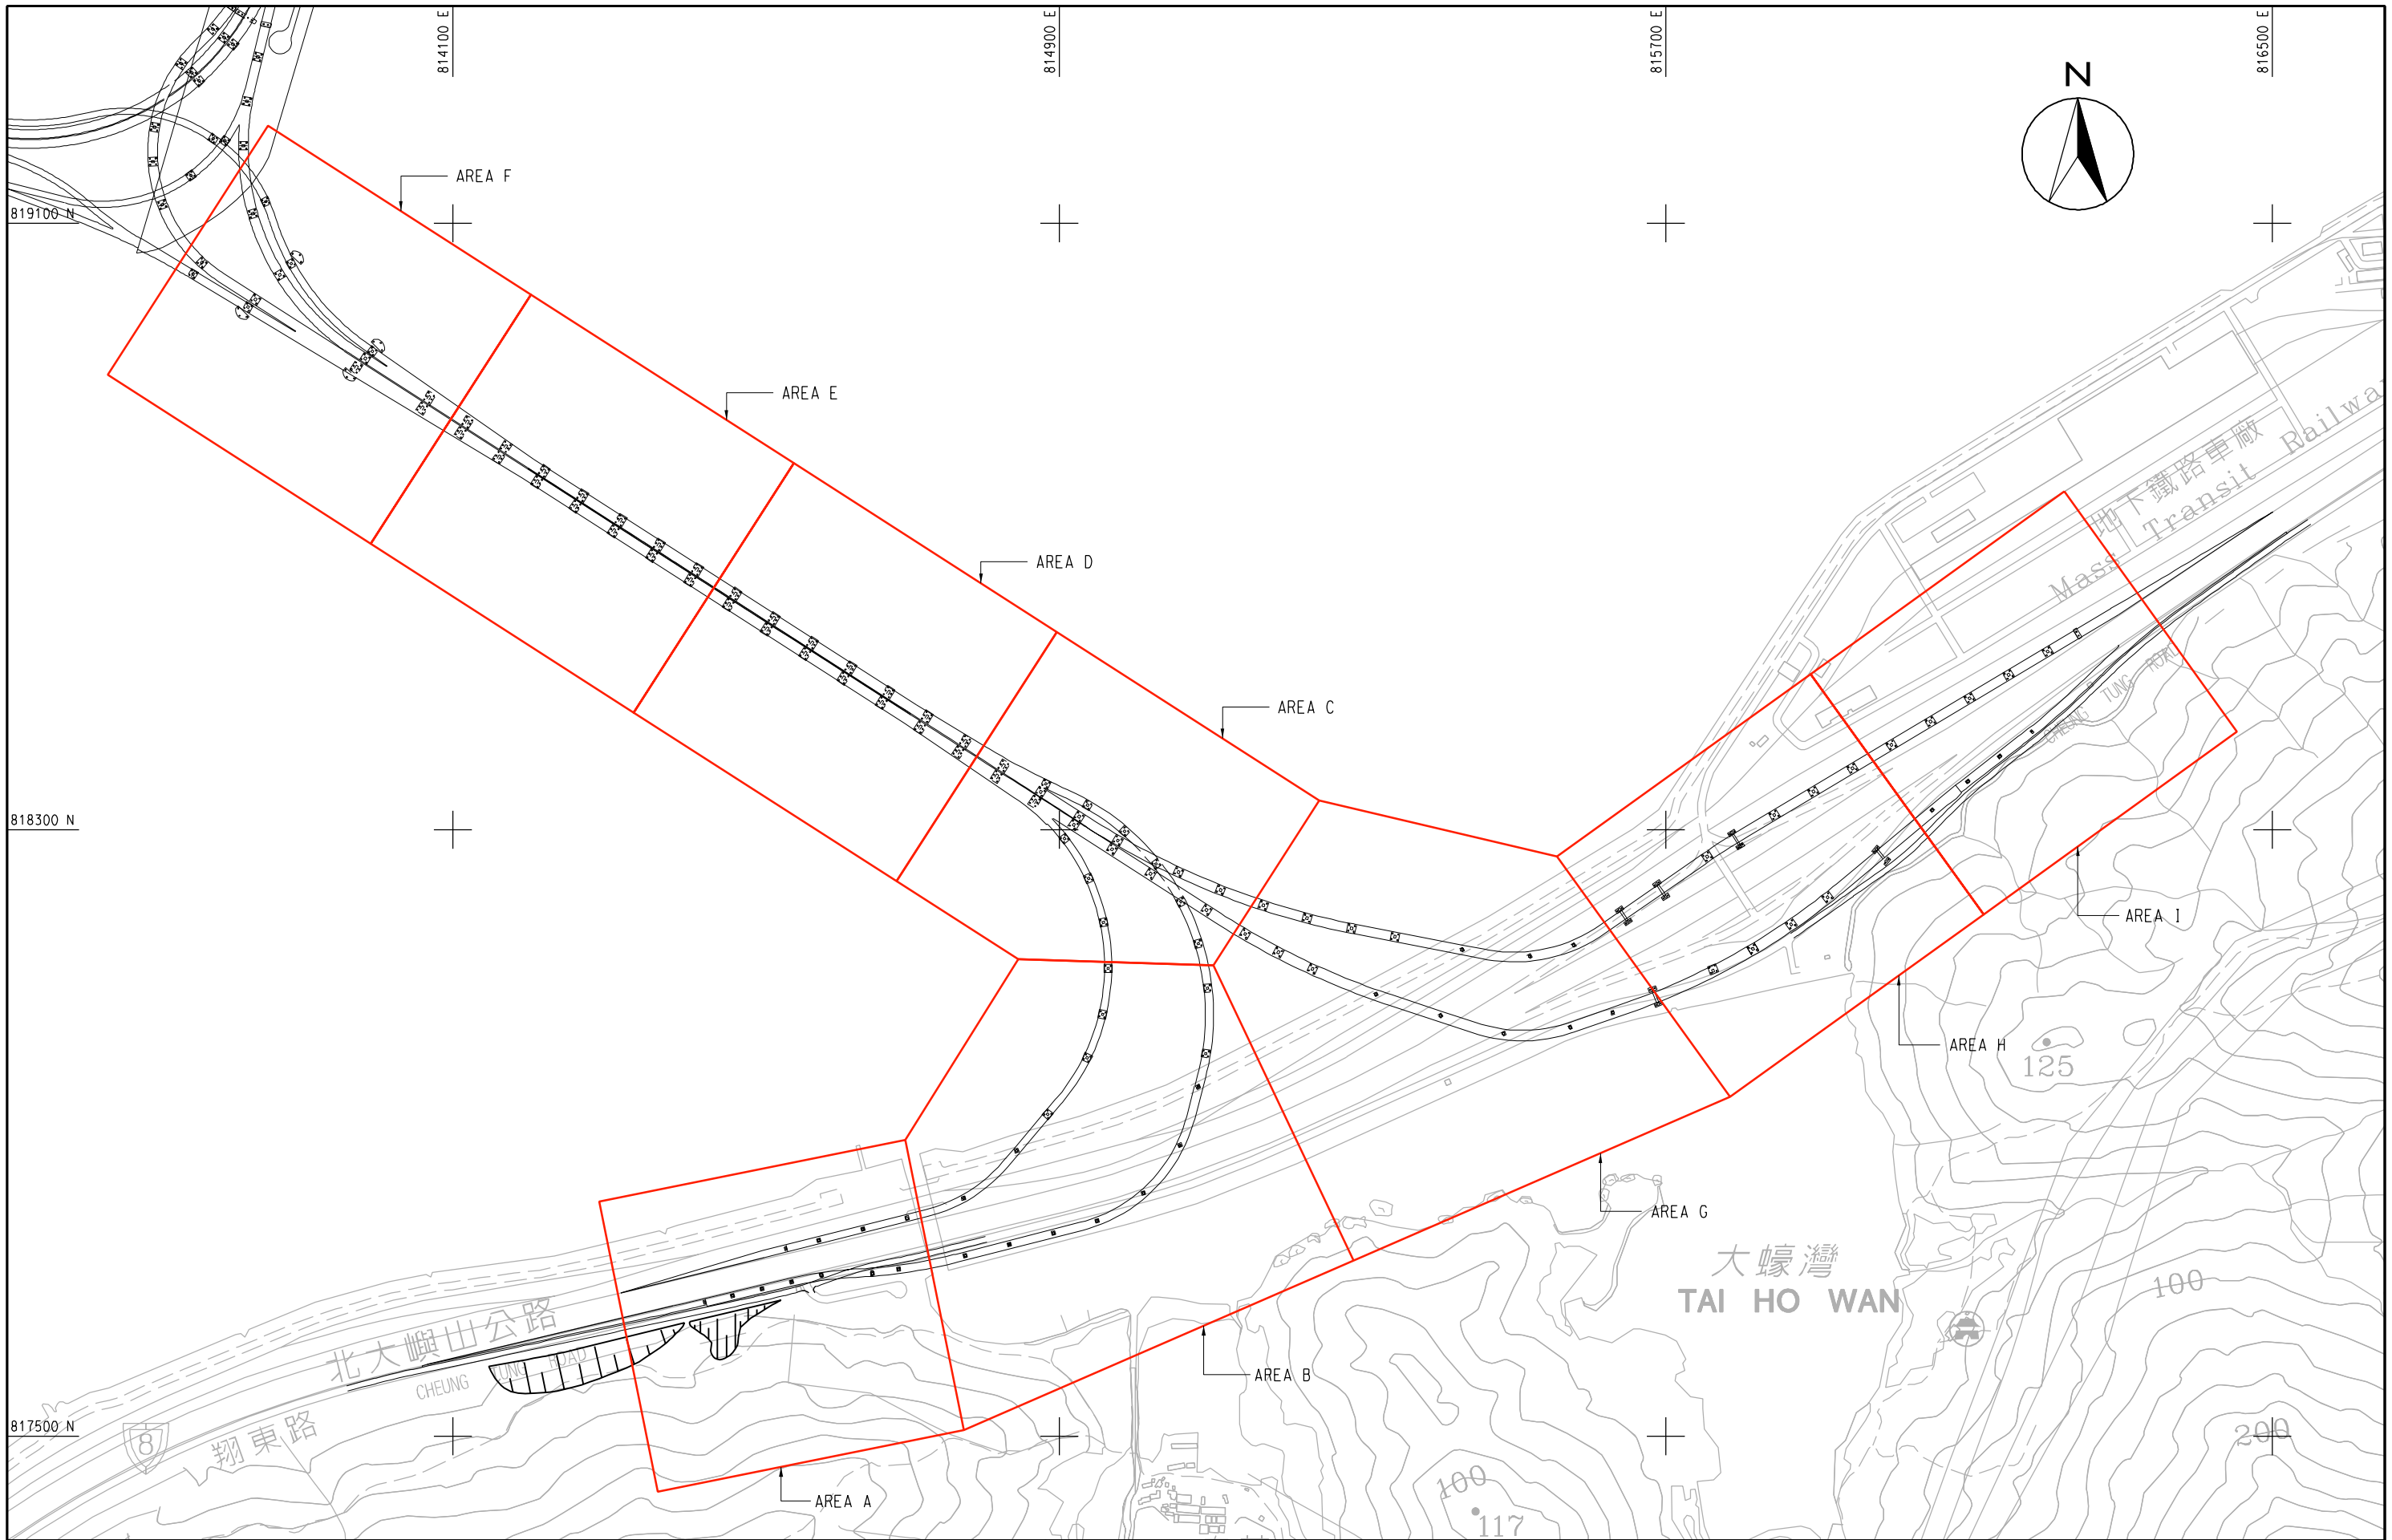 814100 E
814900 E
815700 E
816500 E
N
AREA F
819100 N
AREA E
地下鐵路車廠
Mass Transit Railwa
AREA D
CHEUNG TUNG ROAD
AREA C
818300 N
AREA I
AREA H
125
AREA G
大蠔灣
TAI HO WAN
100
北大嶼山公路
CHEUNG TUNG ROAD
AREA B
817500 N
8
翔東路
200
100
AREA A
117